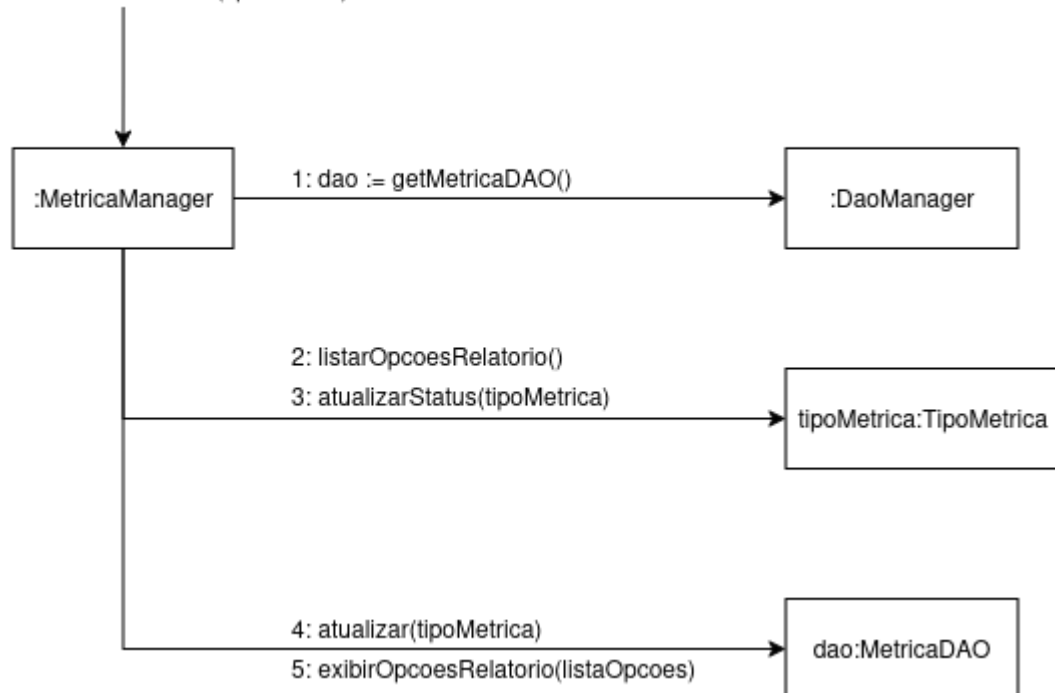 :MetricaManager
1: dao := getMetricaDAO()
:DaoManager
2: listarOpcoesRelatorio()
3: atualizarStatus(tipoMetrica)
tipoMetrica:TipoMetrica
4: atualizar(tipoMetrica)
5: exibirOpcoesRelatorio(listaOpcoes)
dao:MetricaDAO